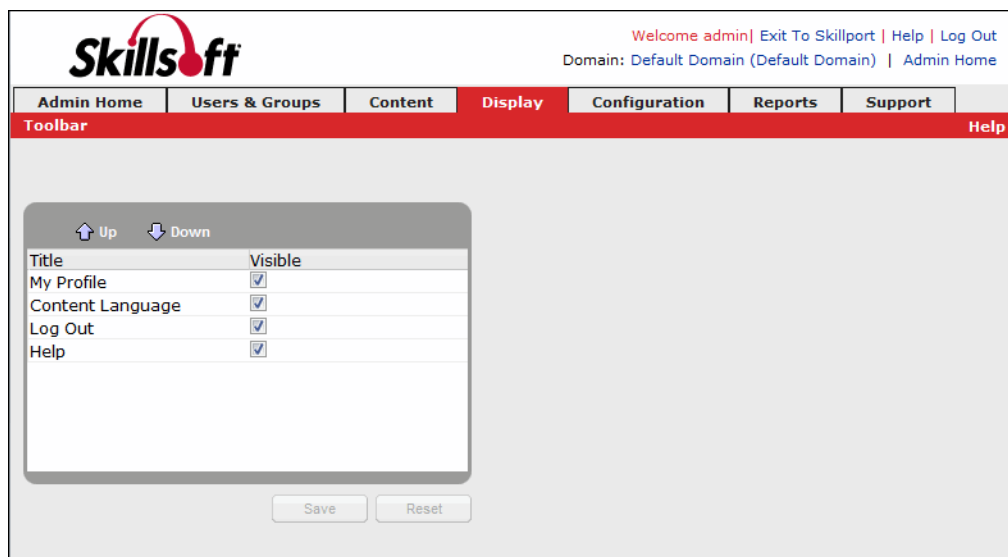 Skillsoft
Welcome admin| Exit To Skillport | Help | Log Out
Domain: Default Domain (Default Domain) | Admin Home
Admin Home Users & Groups Content Display Configuration Reports Support
Toolbar Help
Up Down
Title Visible
My Profile
Content Language
Log Out
Help
Save Reset